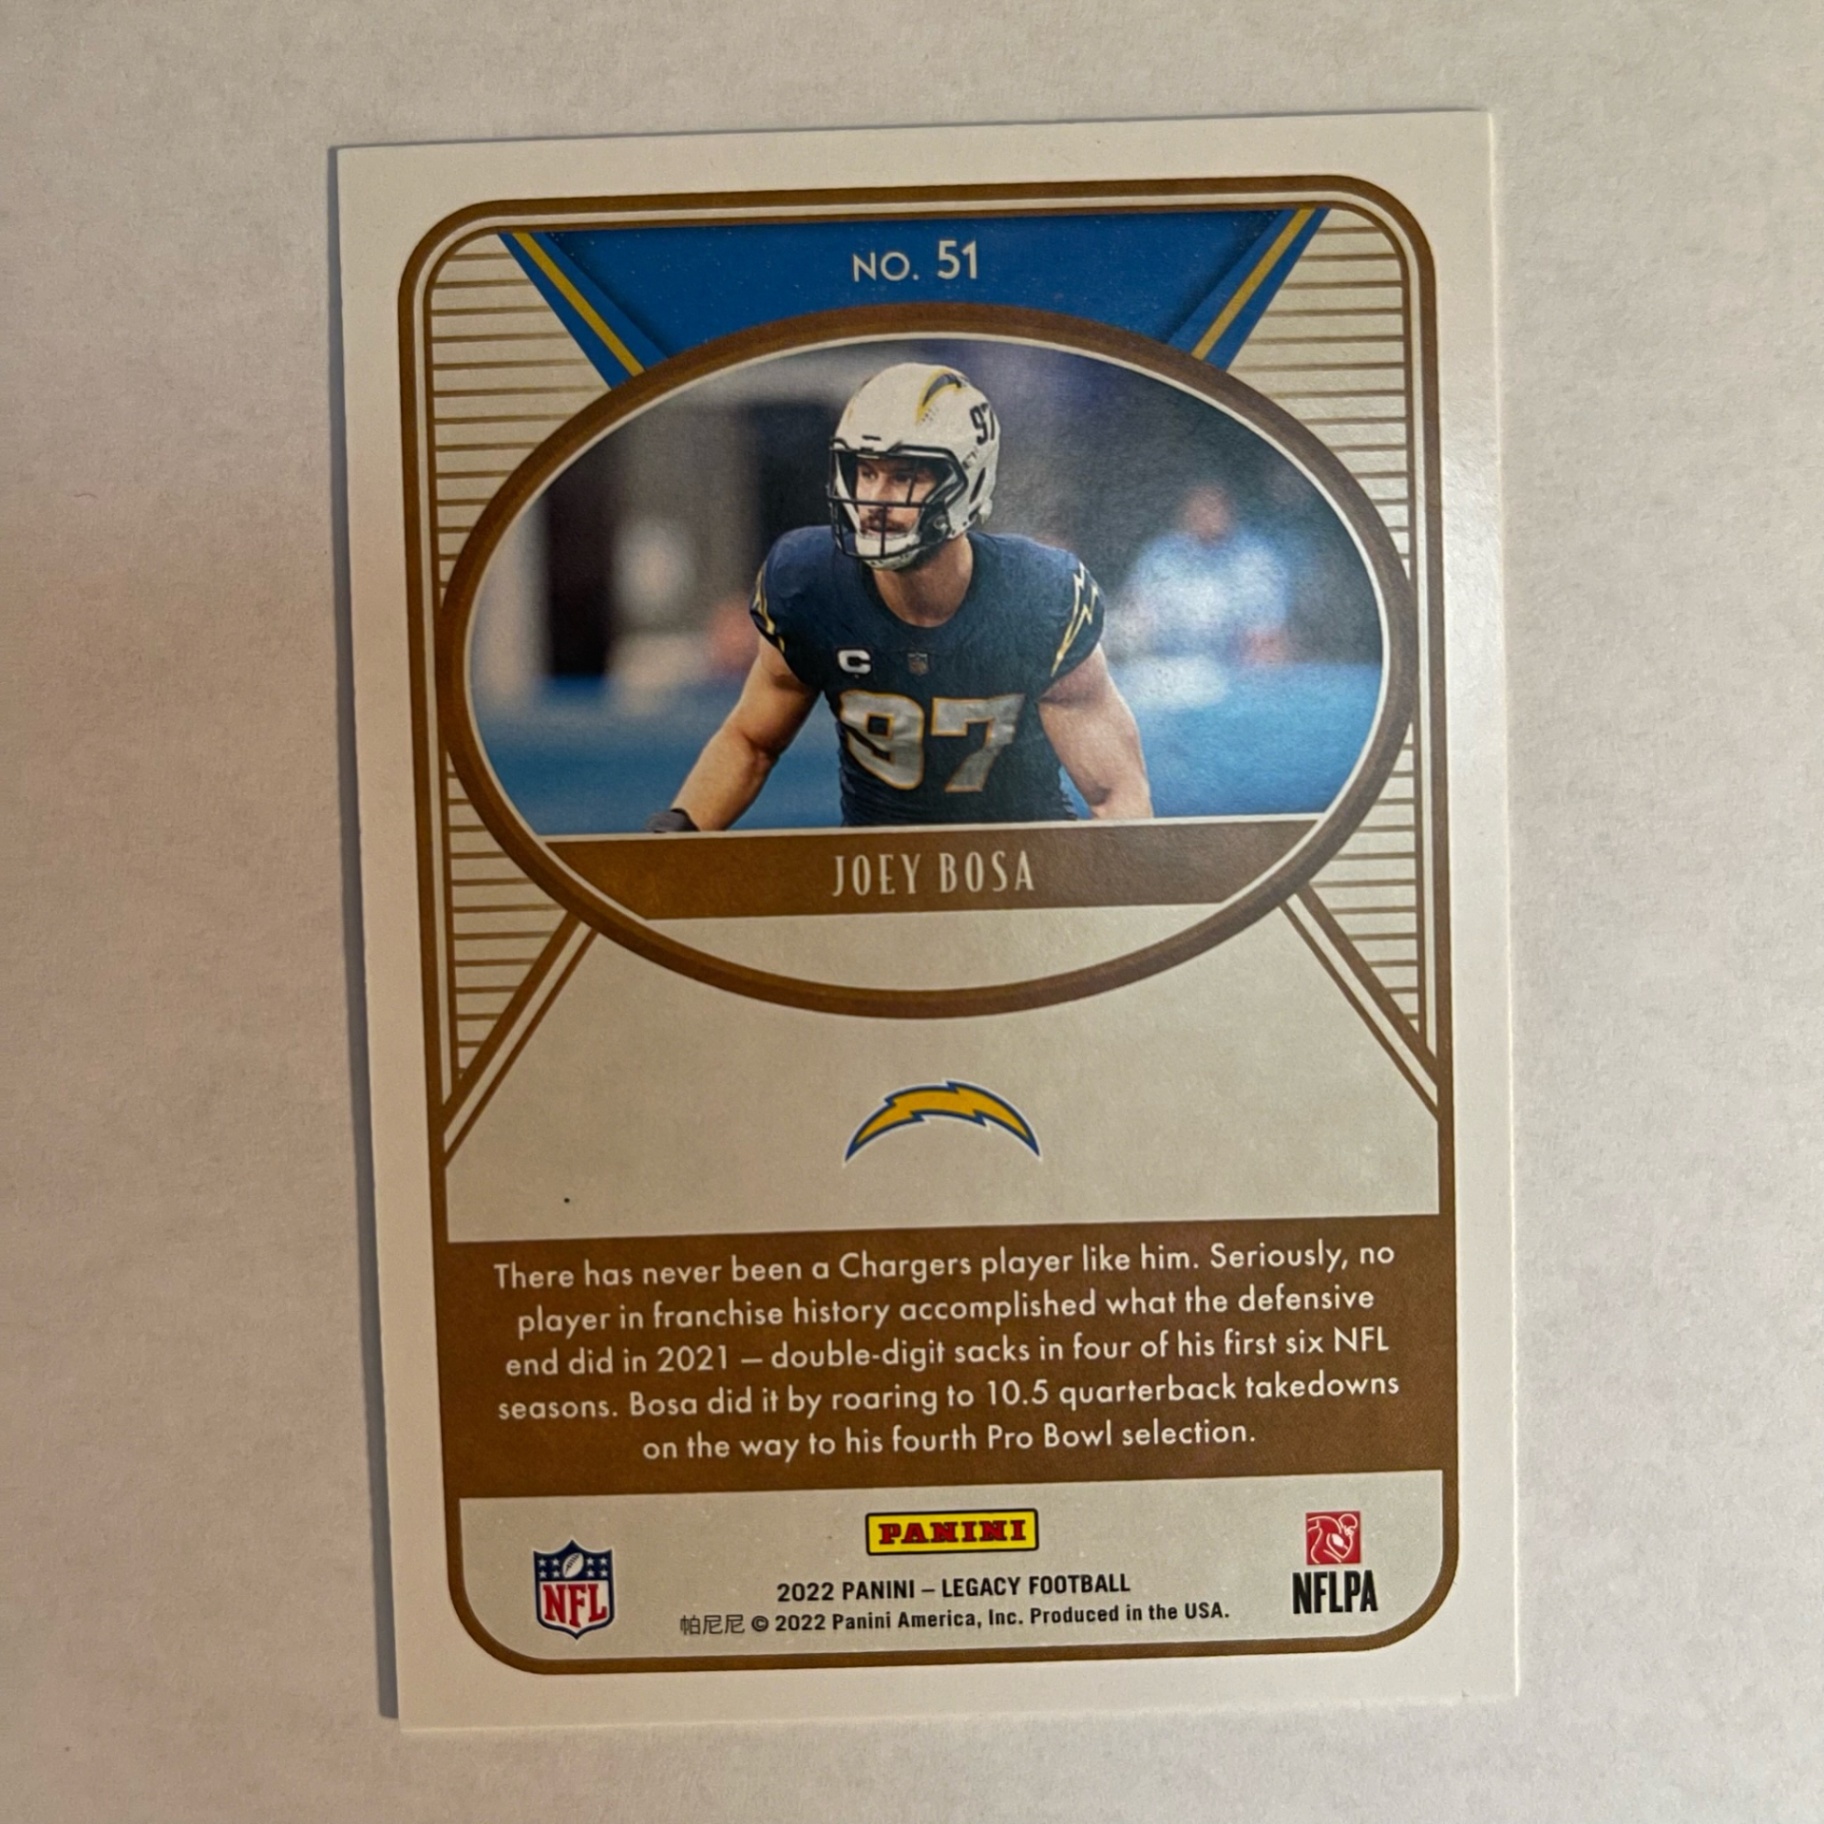 NO. 51
97
C
97
JOEY BOSA
There has never been a Chargers player like him. Seriously, no
player in franchise history accomplished what the defensive
end did in 2021 – double-digit sacks in four of his first six NFL
seasons. Bosa did it by roaring to 10.5 quarterback takedowns
on the way to his fourth Pro Bowl selection.
PANINI
NFL
2022 PANINI – LEGACY FOOTBALL
帕尼尼 © 2022 Panini America, Inc. Produced in the USA.
NFLPA